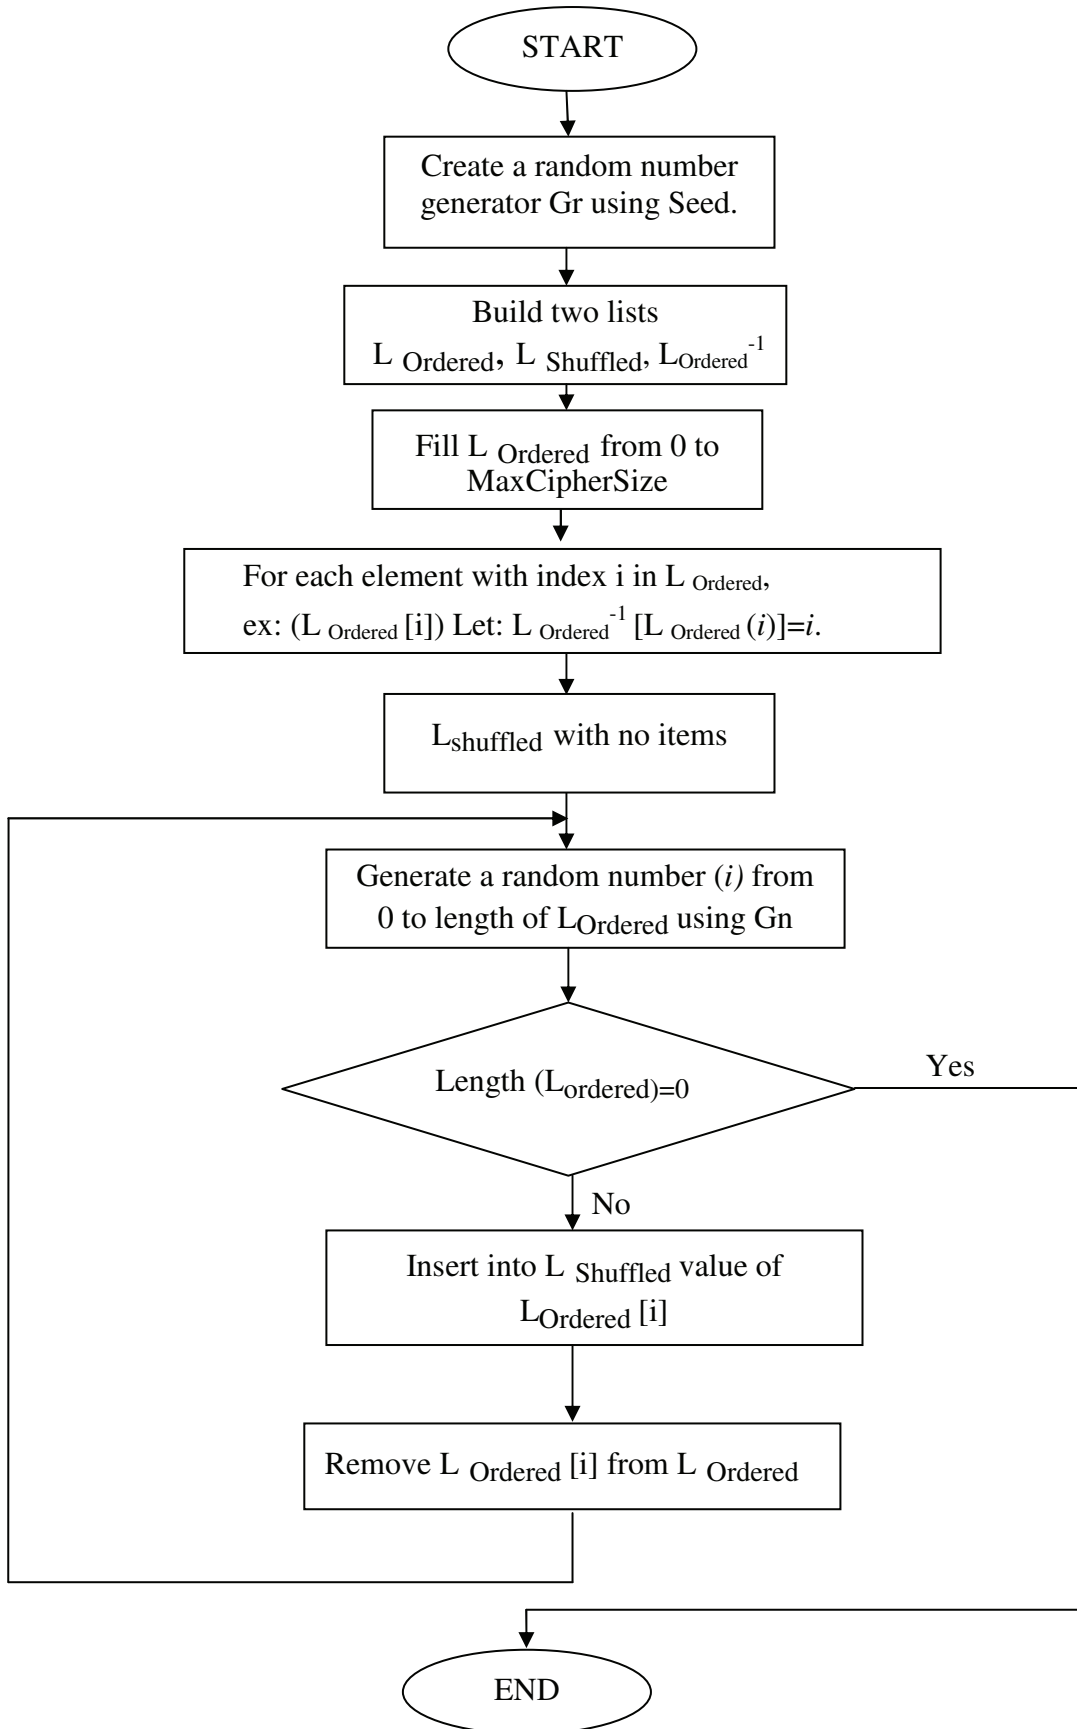 START
Create a random number
generator Gr using Seed.
Build two lists
L Ordered, L Shuffled, LOrdered⁻¹
Fill L Ordered from 0 to
MaxCipherSize
For each element with index i in L Ordered,
ex: (L Ordered [i]) Let: L Ordered⁻¹ [L Ordered (i)]=i.
Lshuffled with no items
Generate a random number (i) from
0 to length of LOrdered using Gn
Length (Lordered)=0
Yes
No
Insert into L Shuffled value of
LOrdered [i]
Remove L Ordered [i] from L Ordered
END